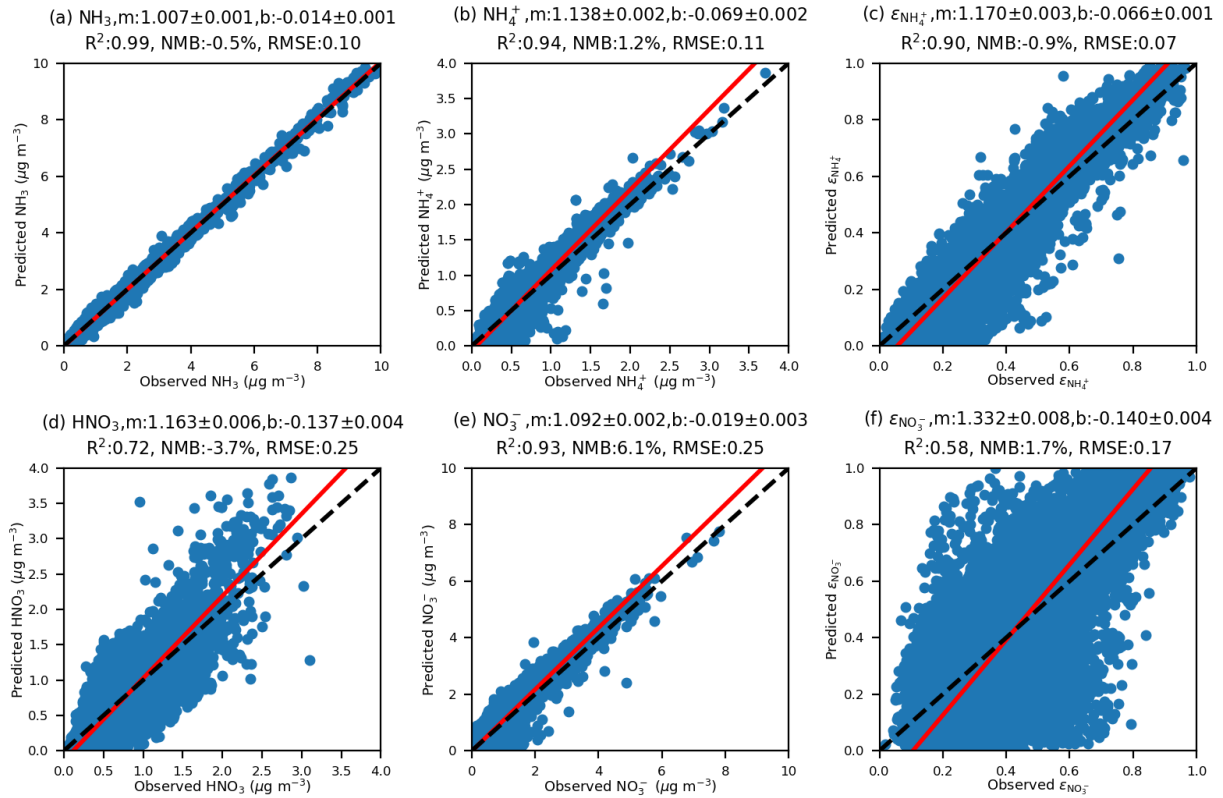 (a) NH₃,m:1.007±0.001,b:-0.014±0.001
R²:0.99, NMB:-0.5%, RMSE:0.10
Predicted NH₃ (μg m⁻³)
10
8
6
4
2
0
0 2 4 6 8 10
Observed NH₃ (μg m⁻³)
(b) NH₄⁺,m:1.138±0.002,b:-0.069±0.002
R²:0.94, NMB:1.2%, RMSE:0.11
Predicted NH₄⁺ (μg m⁻³)
4.0
3.5
3.0
2.5
2.0
1.5
1.0
0.5
0.0
0.0 0.5 1.0 1.5 2.0 2.5 3.0 3.5 4.0
Observed NH₄⁺ (μg m⁻³)
(c) ε_NH₄⁺,m:1.170±0.003,b:-0.066±0.001
R²:0.90, NMB:-0.9%, RMSE:0.07
Predicted ε_NH₄⁺
1.0
0.8
0.6
0.4
0.2
0.0
0.0 0.2 0.4 0.6 0.8 1.0
Observed ε_NH₄⁺
(d) HNO₃,m:1.163±0.006,b:-0.137±0.004
R²:0.72, NMB:-3.7%, RMSE:0.25
Predicted HNO₃ (μg m⁻³)
4.0
3.5
3.0
2.5
2.0
1.5
1.0
0.5
0.0
0.0 0.5 1.0 1.5 2.0 2.5 3.0 3.5 4.0
Observed HNO₃ (μg m⁻³)
(e) NO₃⁻,m:1.092±0.002,b:-0.019±0.003
R²:0.93, NMB:6.1%, RMSE:0.25
Predicted NO₃⁻ (μg m⁻³)
10
8
6
4
2
0
0 2 4 6 8 10
Observed NO₃⁻ (μg m⁻³)
(f) ε_NO₃⁻,m:1.332±0.008,b:-0.140±0.004
R²:0.58, NMB:1.7%, RMSE:0.17
Predicted ε_NO₃⁻
1.0
0.8
0.6
0.4
0.2
0.0
0.0 0.2 0.4 0.6 0.8 1.0
Observed ε_NO₃⁻